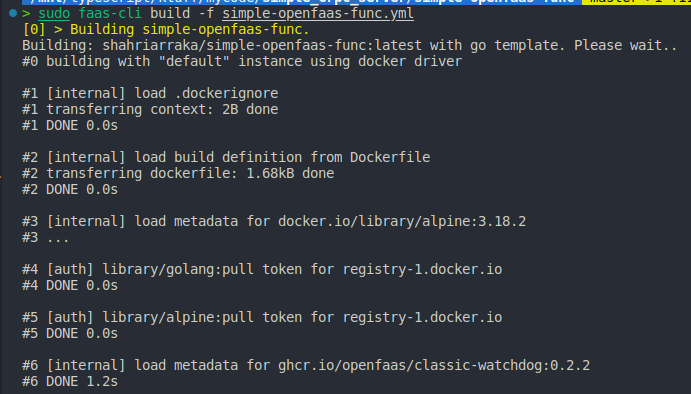 > sudo faas-cli build -f simple-openfaas-func.yml
[0] > Building simple-openfaas-func.
Building: shahriarraka/simple-openfaas-func:latest with go template. Please wait..
#0 building with "default" instance using docker driver
#1 [internal] load .dockerignore
#1 transferring context: 2B done
#1 DONE 0.0s
#2 [internal] load build definition from Dockerfile
#2 transferring dockerfile: 1.68kB done
#2 DONE 0.0s
#3 [internal] load metadata for docker.io/library/alpine:3.18.2
#3 ...
#4 [auth] library/golang:pull token for registry-1.docker.io
#4 DONE 0.0s
#5 [auth] library/alpine:pull token for registry-1.docker.io
#5 DONE 0.0s
#6 [internal] load metadata for ghcr.io/openfaas/classic-watchdog:0.2.2
#6 DONE 1.2s